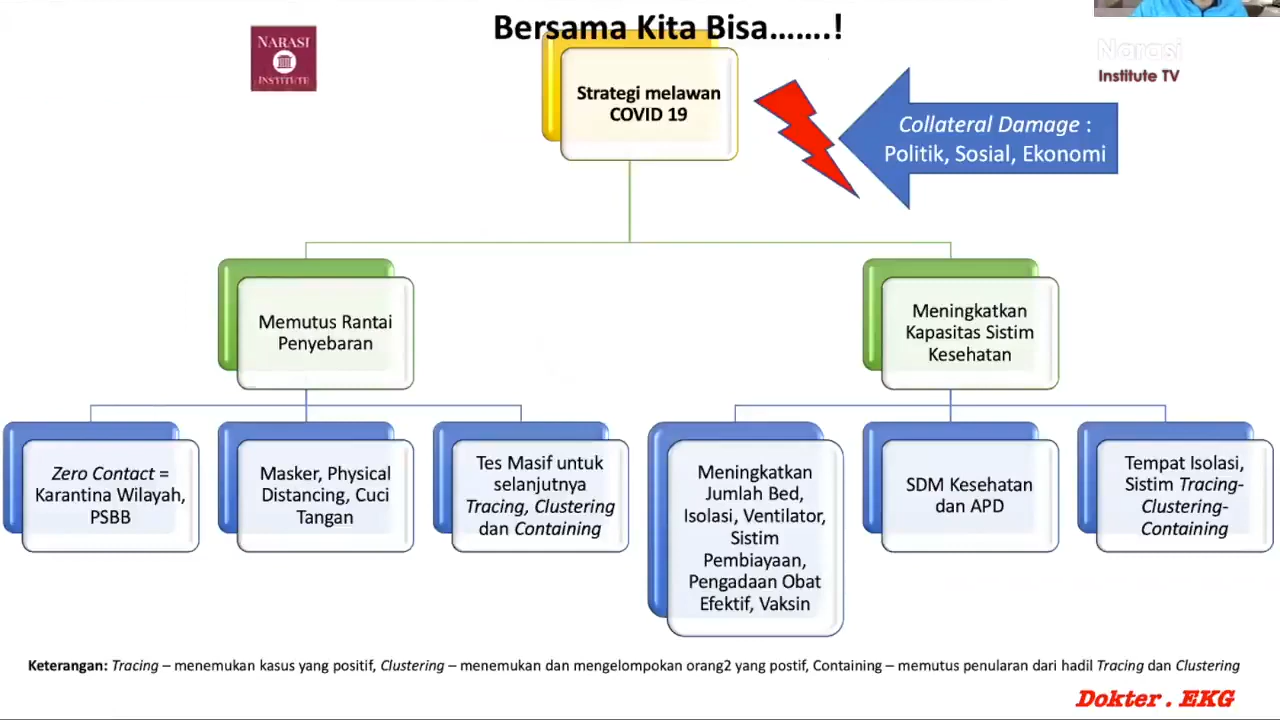 Bersama Kita Bisa…….!
NARASI
INSTITUTE
Narasi
Institute TV
Strategi melawan
COVID 19
Collateral Damage :
Politik, Sosial, Ekonomi
Memutus Rantai
Penyebaran
Meningkatkan
Kapasitas Sistim
Kesehatan
Zero Contact =
Karantina Wilayah,
PSBB
Masker, Physical
Distancing, Cuci
Tangan
Tes Masif untuk
selanjutnya
Tracing, Clustering
dan Containing
Meningkatkan
Jumlah Bed,
Isolasi, Ventilator,
Sistim
Pembiayaan,
Pengadaan Obat
Efektif, Vaksin
SDM Kesehatan
dan APD
Tempat Isolasi,
Sistim Tracing-
Clustering-
Containing
Keterangan: Tracing – menemukan kasus yang positif, Clustering – menemukan dan mengelompokan orang2 yang postif, Containing – memutus penularan dari hadil Tracing dan Clustering
Dokter . EKG